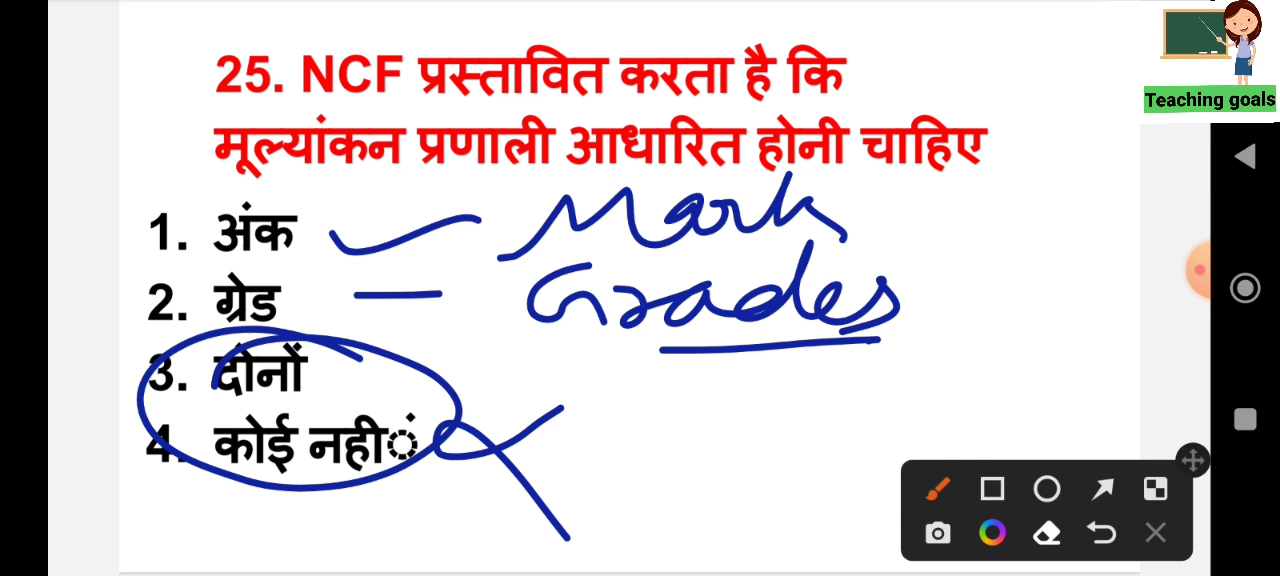 25. NCF प्रस्तावित करता है कि
मूल्यांकन प्रणाली आधारित होनी चाहिए
1. अंक Mark
2. ग्रेड Grades
3. दोनों
4. कोई नहीं
Teaching goals